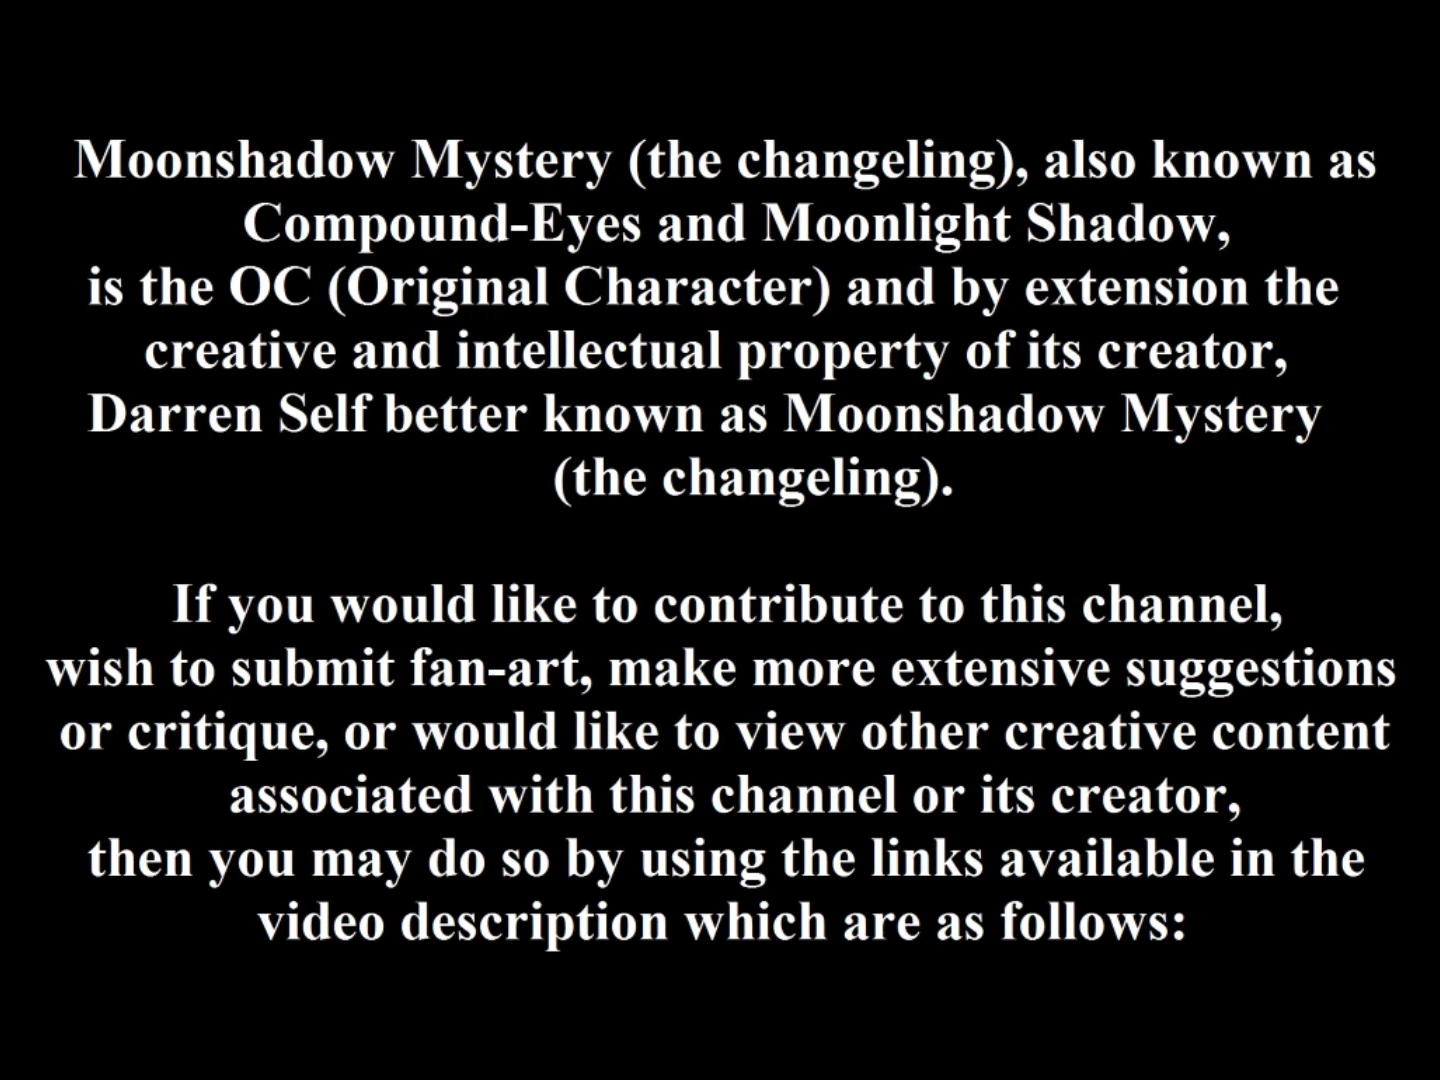 Moonshadow Mystery (the changeling), also known as
Compound-Eyes and Moonlight Shadow,
is the OC (Original Character) and by extension the
creative and intellectual property of its creator,
Darren Self better known as Moonshadow Mystery
(the changeling).
If you would like to contribute to this channel,
wish to submit fan-art, make more extensive suggestions
or critique, or would like to view other creative content
associated with this channel or its creator,
then you may do so by using the links available in the
video description which are as follows: